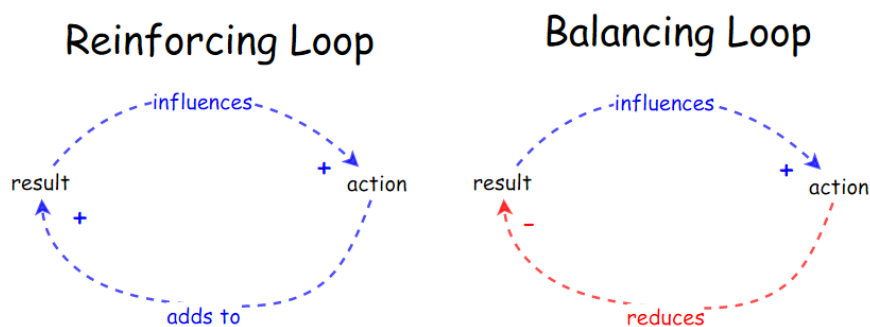 Reinforcing Loop
influences
+
result
action
+
adds to
Balancing Loop
influences
+
result
action
-
reduces